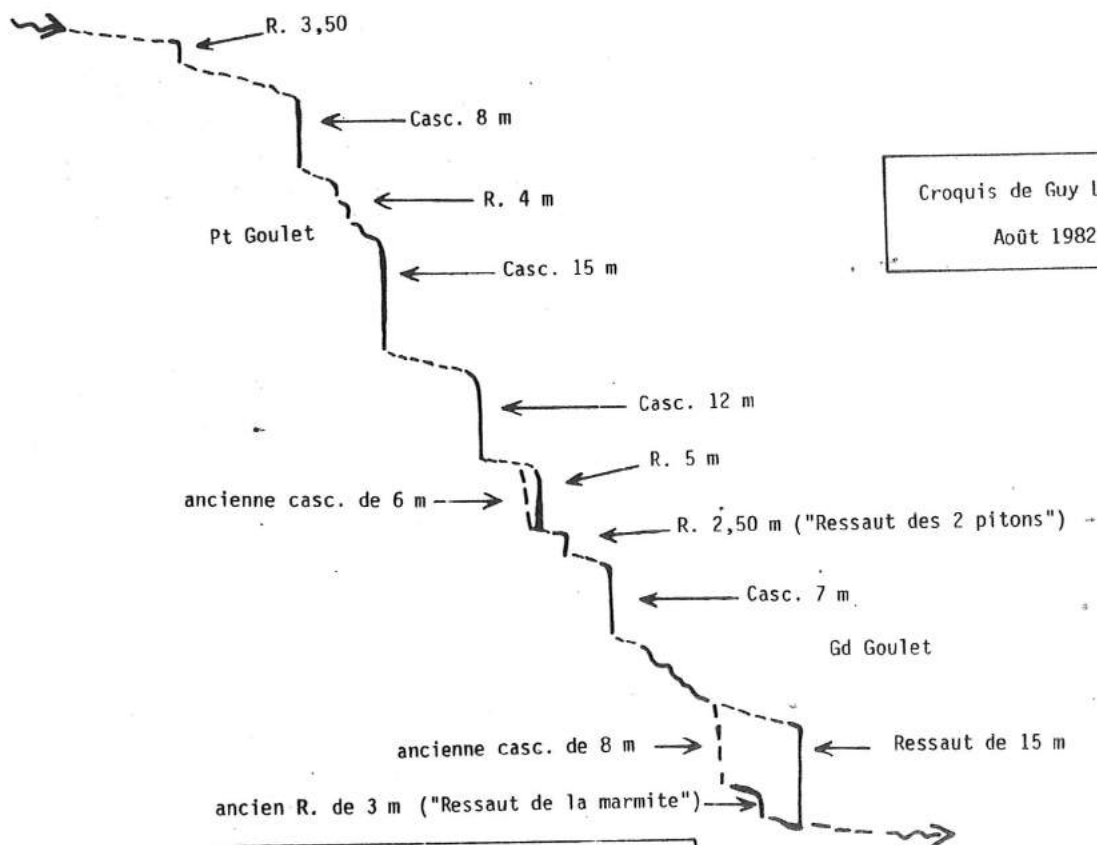 R. 3,50
Casc. 8 m
R. 4 m
Pt Goulet
Casc. 15 m
Croquis de Guy
Août 1982
Casc. 12 m
R. 5 m
ancienne casc. de 6 m
R. 2,50 m ("Ressaut des 2 pitons")
Casc. 7 m
Gd Goulet
ancienne casc. de 8 m
Ressaut de 15 m
ancien R. de 3 m ("Ressaut de la marmite")